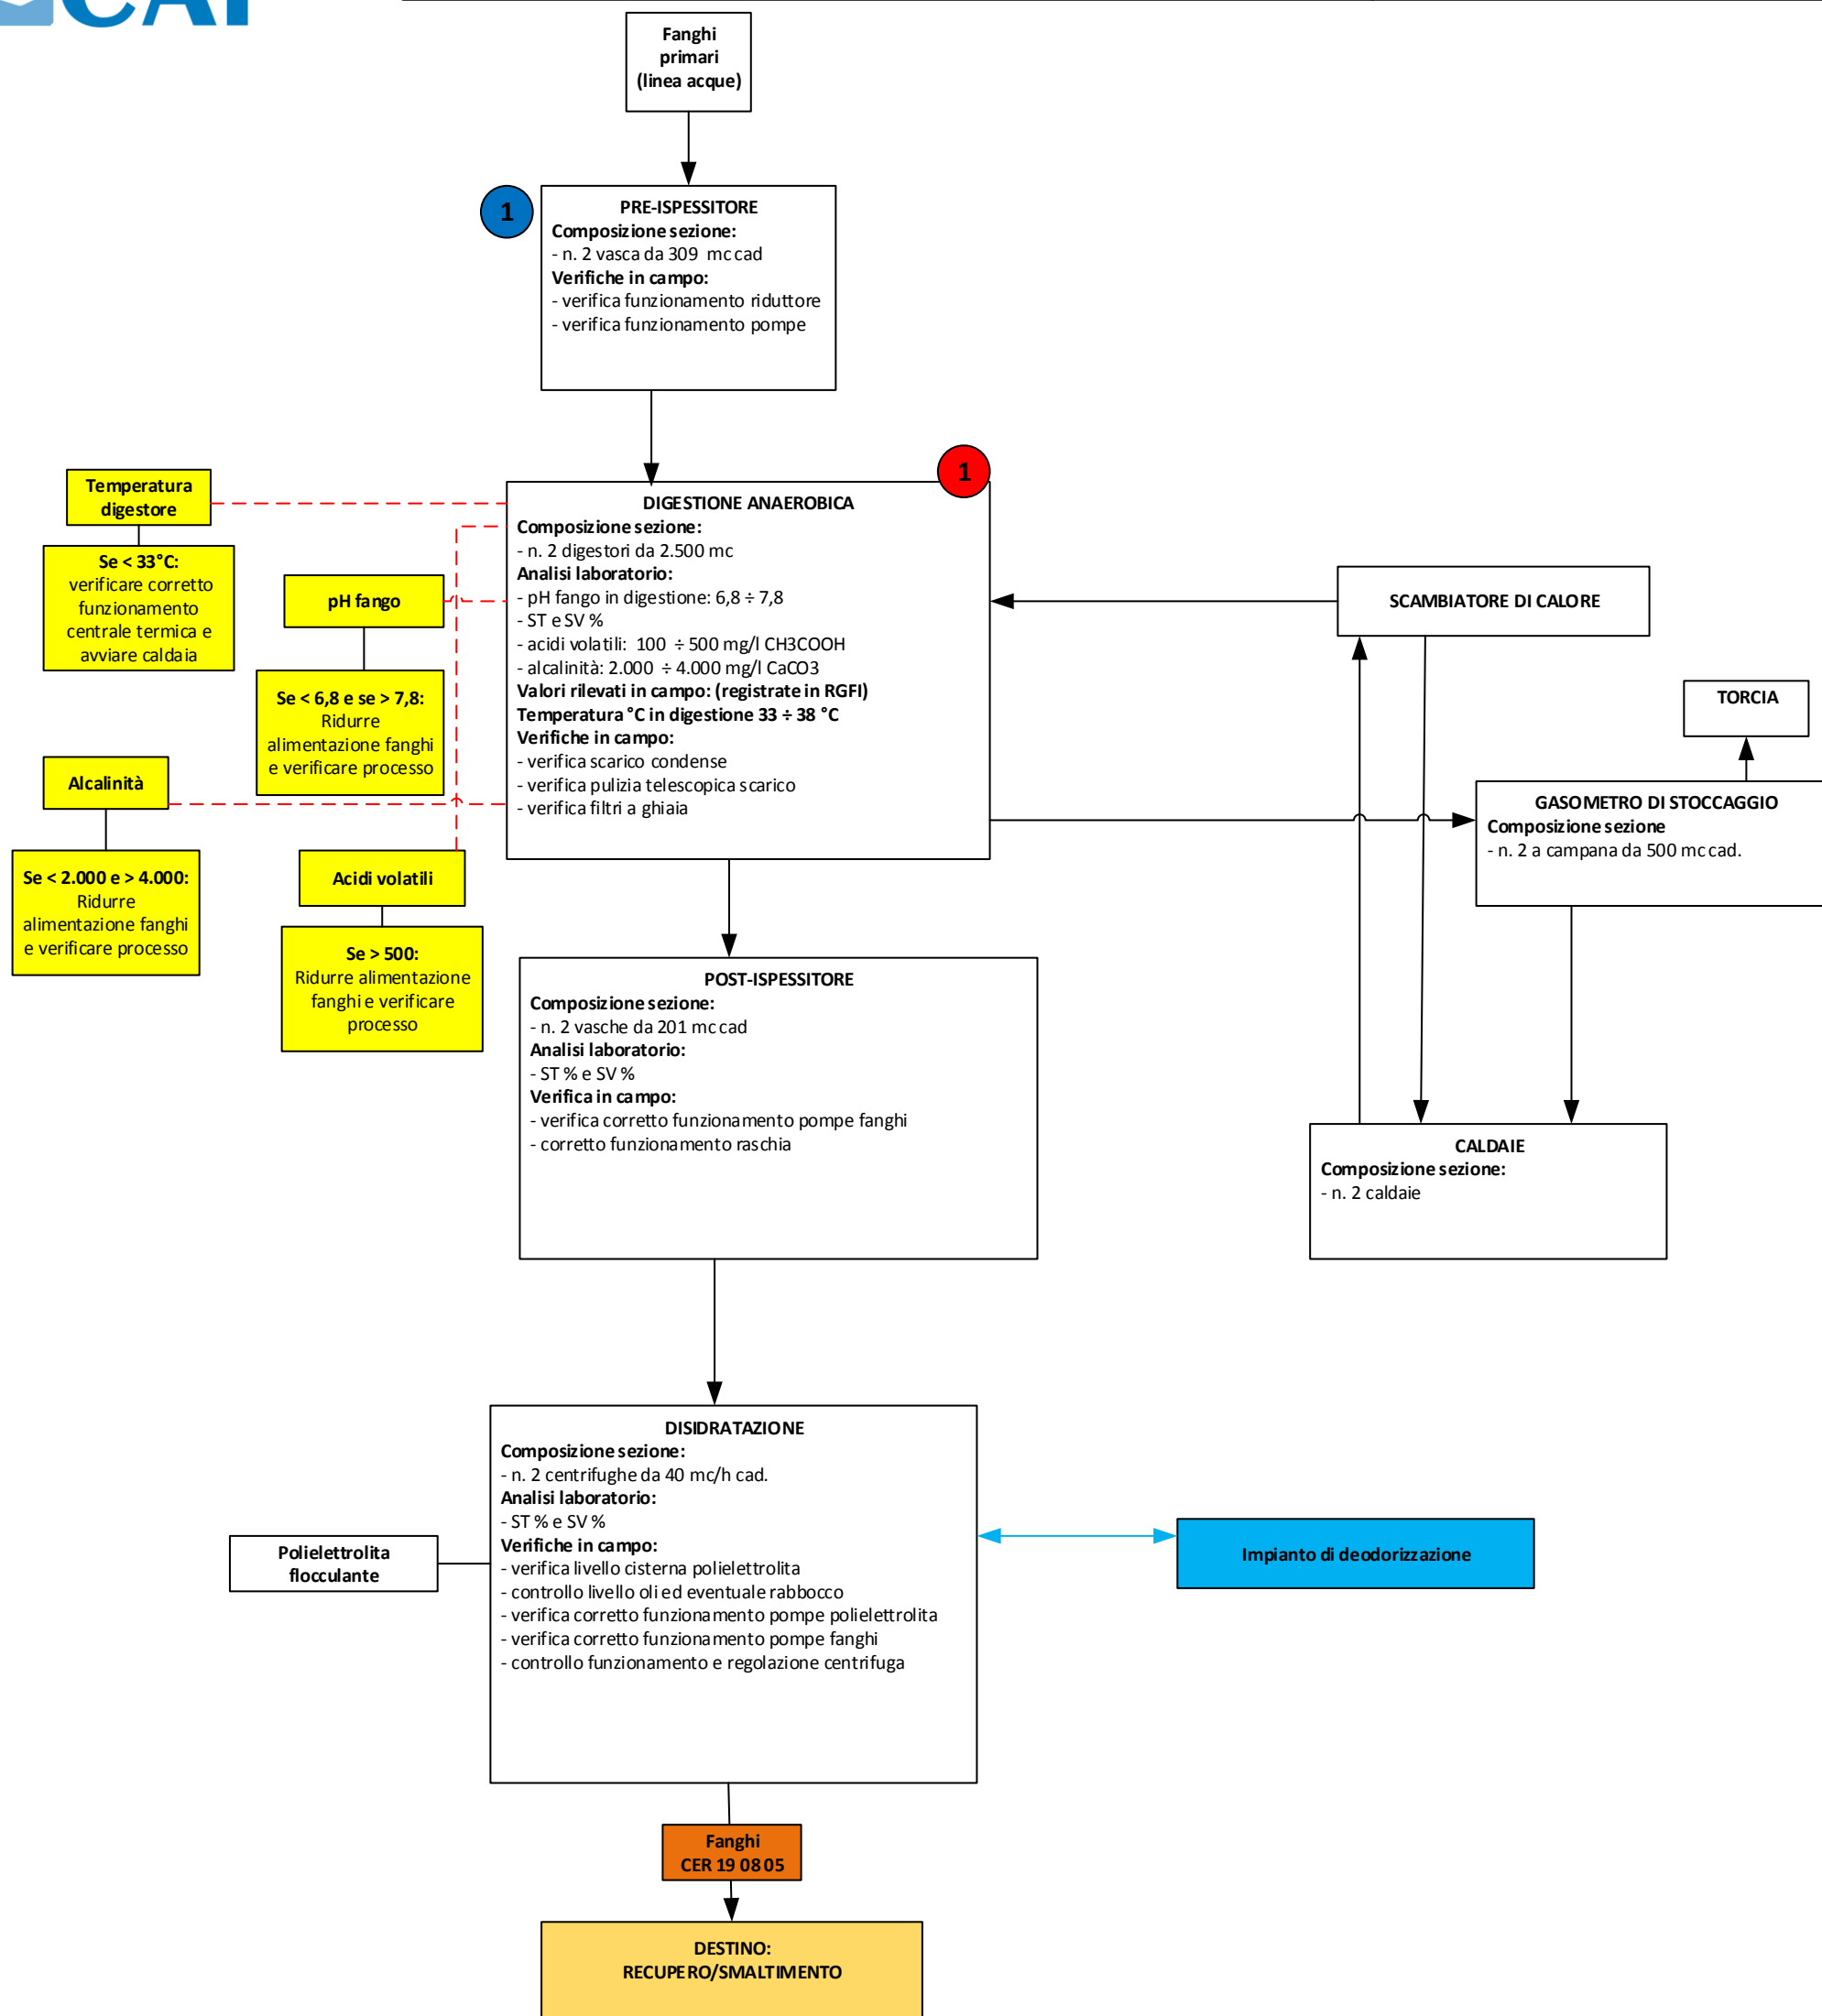 CAP
Fanghi
primari
(linea acque)
1
PRE-ISPESSITORE
Composizione sezione:
- n. 2 vasca da 309 mc cad
Verifiche in campo:
- verifica funzionamento riduttore
- verifica funzionamento pompe
1
DIGESTIONE ANAEROBICA
Composizione sezione:
- n. 2 digestori da 2.500 mc
Analisi laboratorio:
- pH fango in digestione: 6,8 ÷ 7,8
- ST e SV %
- acidi volatili: 100 ÷ 500 mg/l CH3COOH
- alcalinità: 2.000 ÷ 4.000 mg/l CaCO3
Valori rilevati in campo: (registrate in RGFI)
Temperatura °C in digestione 33 ÷ 38 °C
Verifiche in campo:
- verifica scarico condense
- verifica pulizia telescopica scarico
- verifica filtri a ghiaia
Temperatura
digestore
Se < 33°C:
verificare corretto
funzionamento
centrale termica e
avviare caldaia
pH fango
Se < 6,8 e se > 7,8:
Ridurre
alimentazione fanghi
e verificare processo
Alcalinità
Se < 2.000 e > 4.000:
Ridurre
alimentazione fanghi
e verificare processo
Acidi volatili
Se > 500:
Ridurre alimentazione
fanghi e verificare
processo
SCAMBIATORE DI CALORE
TORCIA
GASOMETRO DI STOCCAGGIO
Composizione sezione
- n. 2 a campana da 500 mc cad.
CALDAIE
Composizione sezione:
- n. 2 caldaie
POST-ISPESSITORE
Composizione sezione:
- n. 2 vasche da 201 mc cad
Analisi laboratorio:
- ST % e SV %
Verifica in campo:
- verifica corretto funzionamento pompe fanghi
- corretto funzionamento raschia
DISIDRATAZIONE
Composizione sezione:
- n. 2 centrifughe da 40 mc/h cad.
Analisi laboratorio:
- ST % e SV %
Verifiche in campo:
- verifica livello cisterna polielettrolita
- controllo livello oli ed eventuale rabbocco
- verifica corretto funzionamento pompe polielettrolita
- verifica corretto funzionamento pompe fanghi
- controllo funzionamento e regolazione centrifuga
Polielettrolita
flocculante
Impianto di deodorizzazione
Fanghi
CER 19 08 05
DESTINO:
RECUPERO/SMALTIMENTO